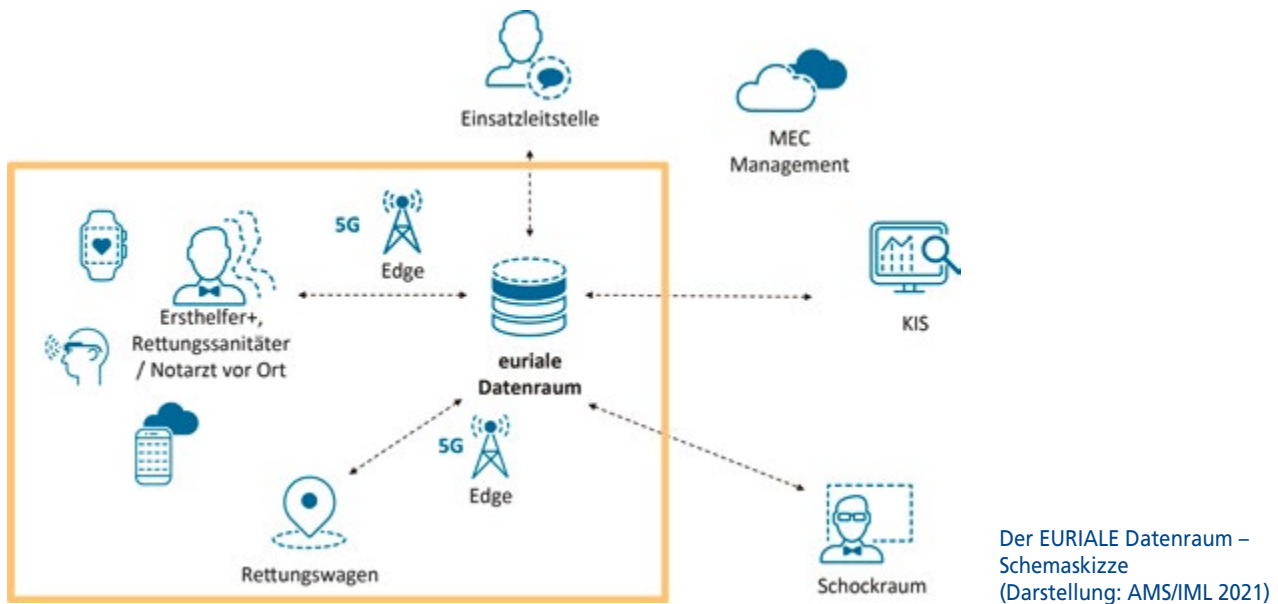 Einsatzleitstelle
MEC
Management
5G
Edge
Ersthelfer+,
Rettungssanitäter
/ Notarzt vor Ort
euriale
Datenraum
KIS
5G
Edge
Rettungswagen
Schockraum
Der EURIALE Datenraum –
Schemaskizze
(Darstellung: AMS/IML 2021)